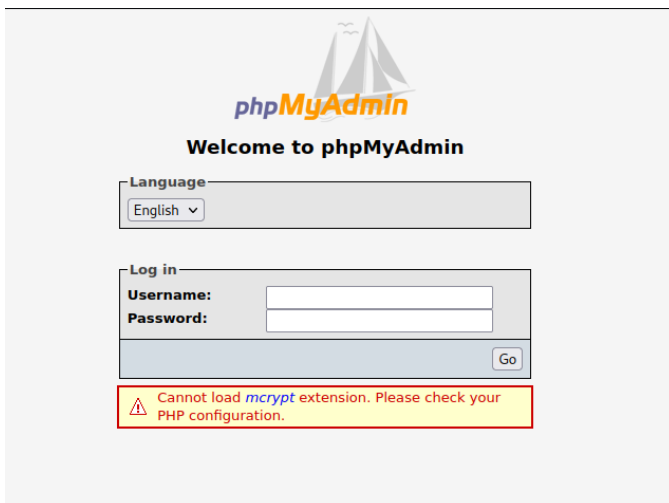 phpMyAdmin
Welcome to phpMyAdmin
Language
English
Log in
Username:
Password:
Go
Cannot load mcrypt extension. Please check your
PHP configuration.